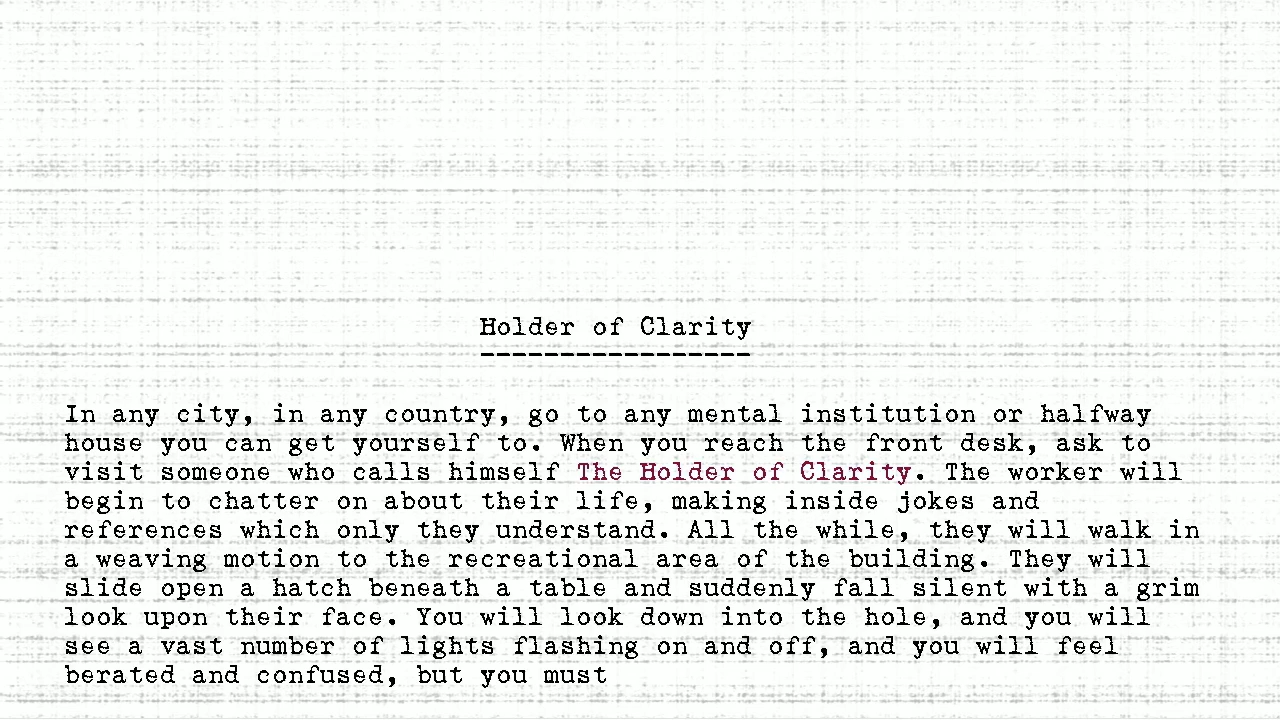 Holder of Clarity
-----------------
In any city, in any country, go to any mental institution or halfway
house you can get yourself to. When you reach the front desk, ask to
visit someone who calls himself The Holder of Clarity. The worker will
begin to chatter on about their life, making inside jokes and
references which only they understand. All the while, they will walk in
a weaving motion to the recreational area of the building. They will
slide open a hatch beneath a table and suddenly fall silent with a grim
look upon their face. You will look down into the hole, and you will
see a vast number of lights flashing on and off, and you will feel
berated and confused, but you must